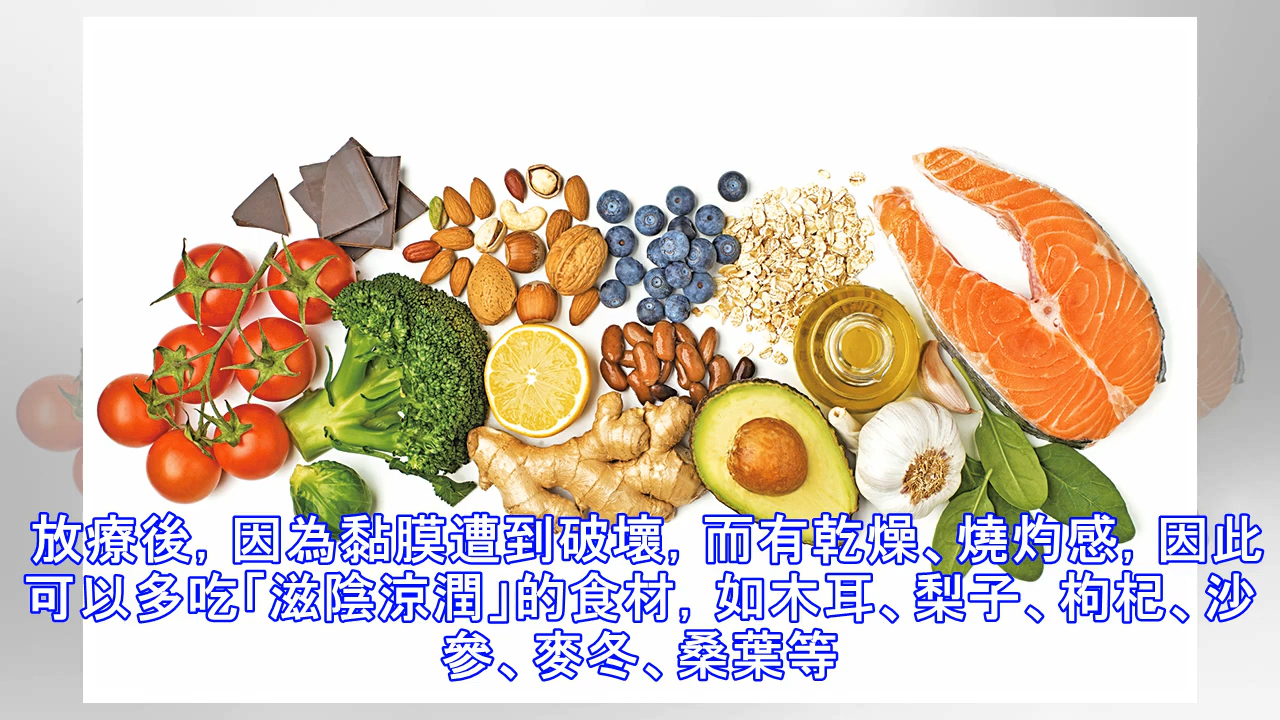 放療後, 因為黏膜遭到破壞, 而有乾燥、燒灼感, 因此
可以多吃「滋陰涼潤」的食材, 如木耳、梨子、枸杞、沙
參、麥冬、桑葉等